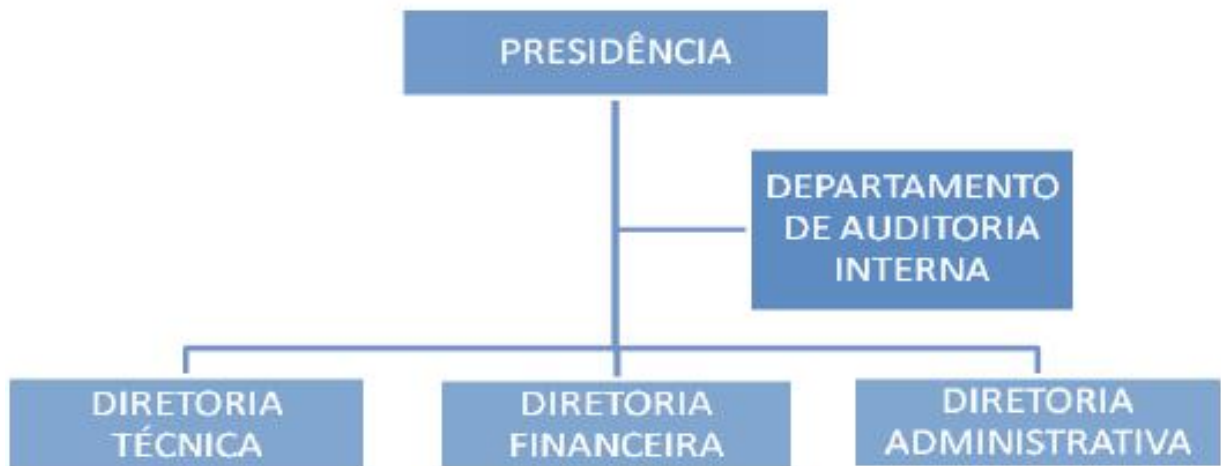 PRESIDÊNCIA
DEPARTAMENTO
DE AUDITORIA
INTERNA
DIRETORIA
TÉCNICA
DIRETORIA
FINANCEIRA
DIRETORIA
ADMINISTRATIVA